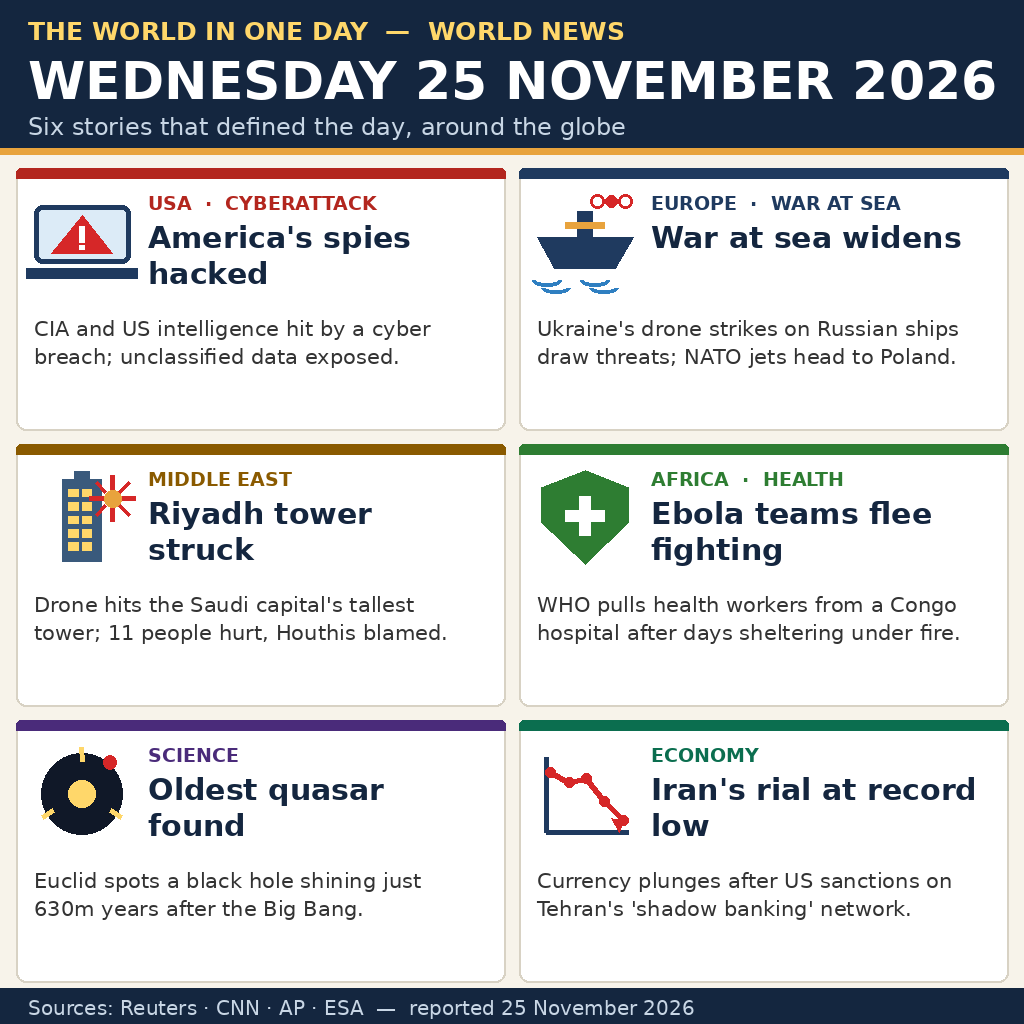 THE WORLD IN ONE DAY — WORLD NEWS
WEDNESDAY 25 NOVEMBER 2026
Six stories that defined the day, around the globe
USA · CYBERATTACK
America's spies
hacked
CIA and US intelligence hit by a cyber
breach; unclassified data exposed.
EUROPE · WAR AT SEA
War at sea widens
Ukraine's drone strikes on Russian ships
draw threats; NATO jets head to Poland.
MIDDLE EAST
Riyadh tower
struck
Drone hits the Saudi capital's tallest
tower; 11 people hurt, Houthis blamed.
AFRICA · HEALTH
Ebola teams flee
fighting
WHO pulls health workers from a Congo
hospital after days sheltering under fire.
SCIENCE
Oldest quasar
found
Euclid spots a black hole shining just
630m years after the Big Bang.
ECONOMY
Iran's rial at record
low
Currency plunges after US sanctions on
Tehran's 'shadow banking' network.
Sources: Reuters · CNN · AP · ESA — reported 25 November 2026